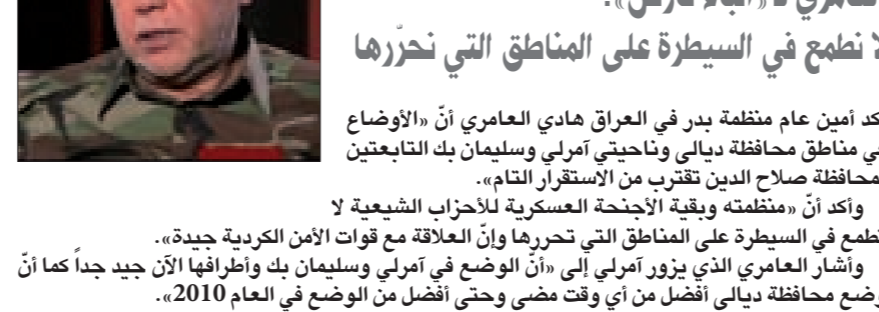 لا نطمع في السيطرة على المناطق التي نحرّرها
أكد أمين عام منظمة بدر في العراق هادي العامري أنّ «الأوضاع
في مناطق محافظة ديالى وناحيتي آمرلي وسليمان بك التابعتين
لمحافظة صلاح الدين تقترب من الاستقرار التام».
وأكد أنّ «منظمته وبقية الأجنحة العسكرية للأحزاب الشيعية لا
تطمع في السيطرة على المناطق التي تحررها وإنّ العلاقة مع قوات الأمن الكردية جيدة».
وأشار العامري الذي يزور آمرلي إلى «أنّ الوضع في آمرلي وسليمان بك وأطرافها الآن جيد جداً كما أنّ
وضع محافظة ديالى أفضل من أي وقت مضى وحتى أفضل من الوضع في العام 2010».